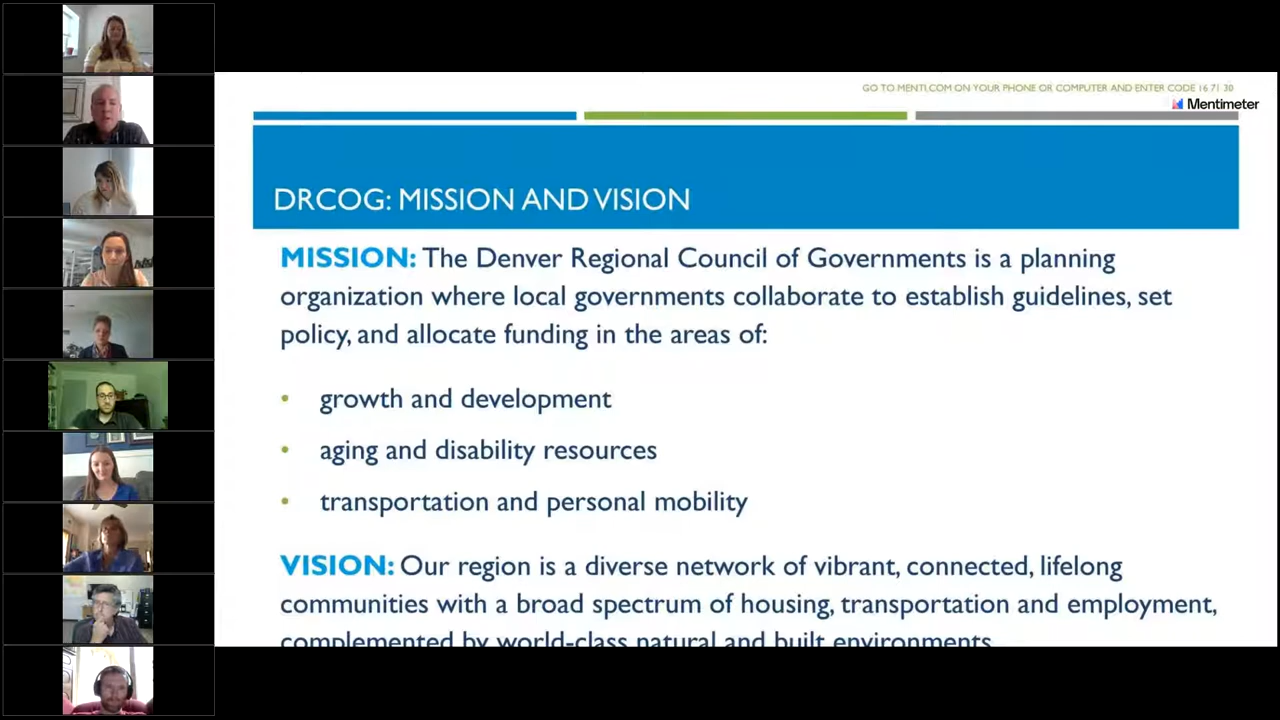 GO TO MENTI.COM ON YOUR PHONE OR COMPUTER AND ENTER CODE 16 71 30
Mentimeter
DRCOG: MISSION AND VISION
MISSION: The Denver Regional Council of Governments is a planning
organization where local governments collaborate to establish guidelines, set
policy, and allocate funding in the areas of:
• growth and development
• aging and disability resources
• transportation and personal mobility
VISION: Our region is a diverse network of vibrant, connected, lifelong
communities with a broad spectrum of housing, transportation and employment,
complemented by world-class natural and built environments.